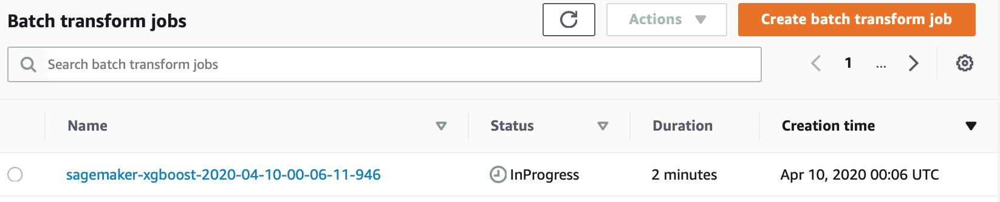 Batch transform jobs
Actions
Create batch transform job
Search batch transform jobs
1 ...
Name Status Duration Creation time
sagemaker-xgboost-2020-04-10-00-06-11-946 InProgress 2 minutes Apr 10, 2020 00:06 UTC